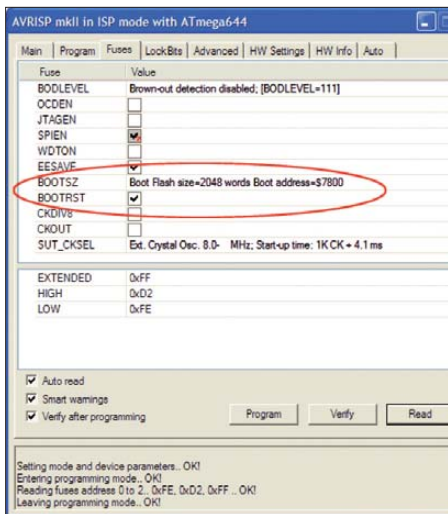 AVRISP mkII in ISP mode with ATmega644
Main Program Fuses LockBits Advanced HW Settings HW Info Auto
Fuse Value
BODLEVEL Brown-out detection disabled; [BODLEVEL=111]
OCDEN
JTAGEN
SPIEN
WDTON
EESAVE
BOOTSZ Boot Flash size=2048 words Boot address=$7800
BOOTRST
CKDIV8
CKOUT
SUT_CKSEL Ext. Crystal Osc. 8.0- MHz; Start-up time: 1K CK + 4.1 ms
EXTENDED 0xFF
HIGH 0xD2
LOW 0xFE
Auto read
Smart warnings
Verify after programming
Program Verify Read
Setting mode and device parameters.. OK!
Entering programming mode.. OK!
Reading fuses address 0 to 2.. 0xFE, 0xD2, 0xFF .. OK!
Leaving programming mode.. OK!